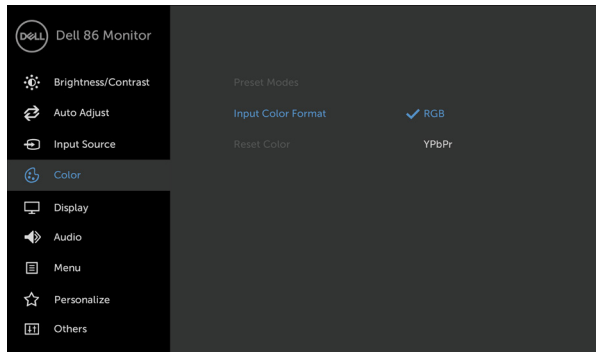 DELL Dell 86 Monitor
Brightness/Contrast Preset Modes
Auto Adjust Input Color Format RGB
Input Source Reset Color YPbPr
Color
Display
Audio
Menu
Personalize
Others